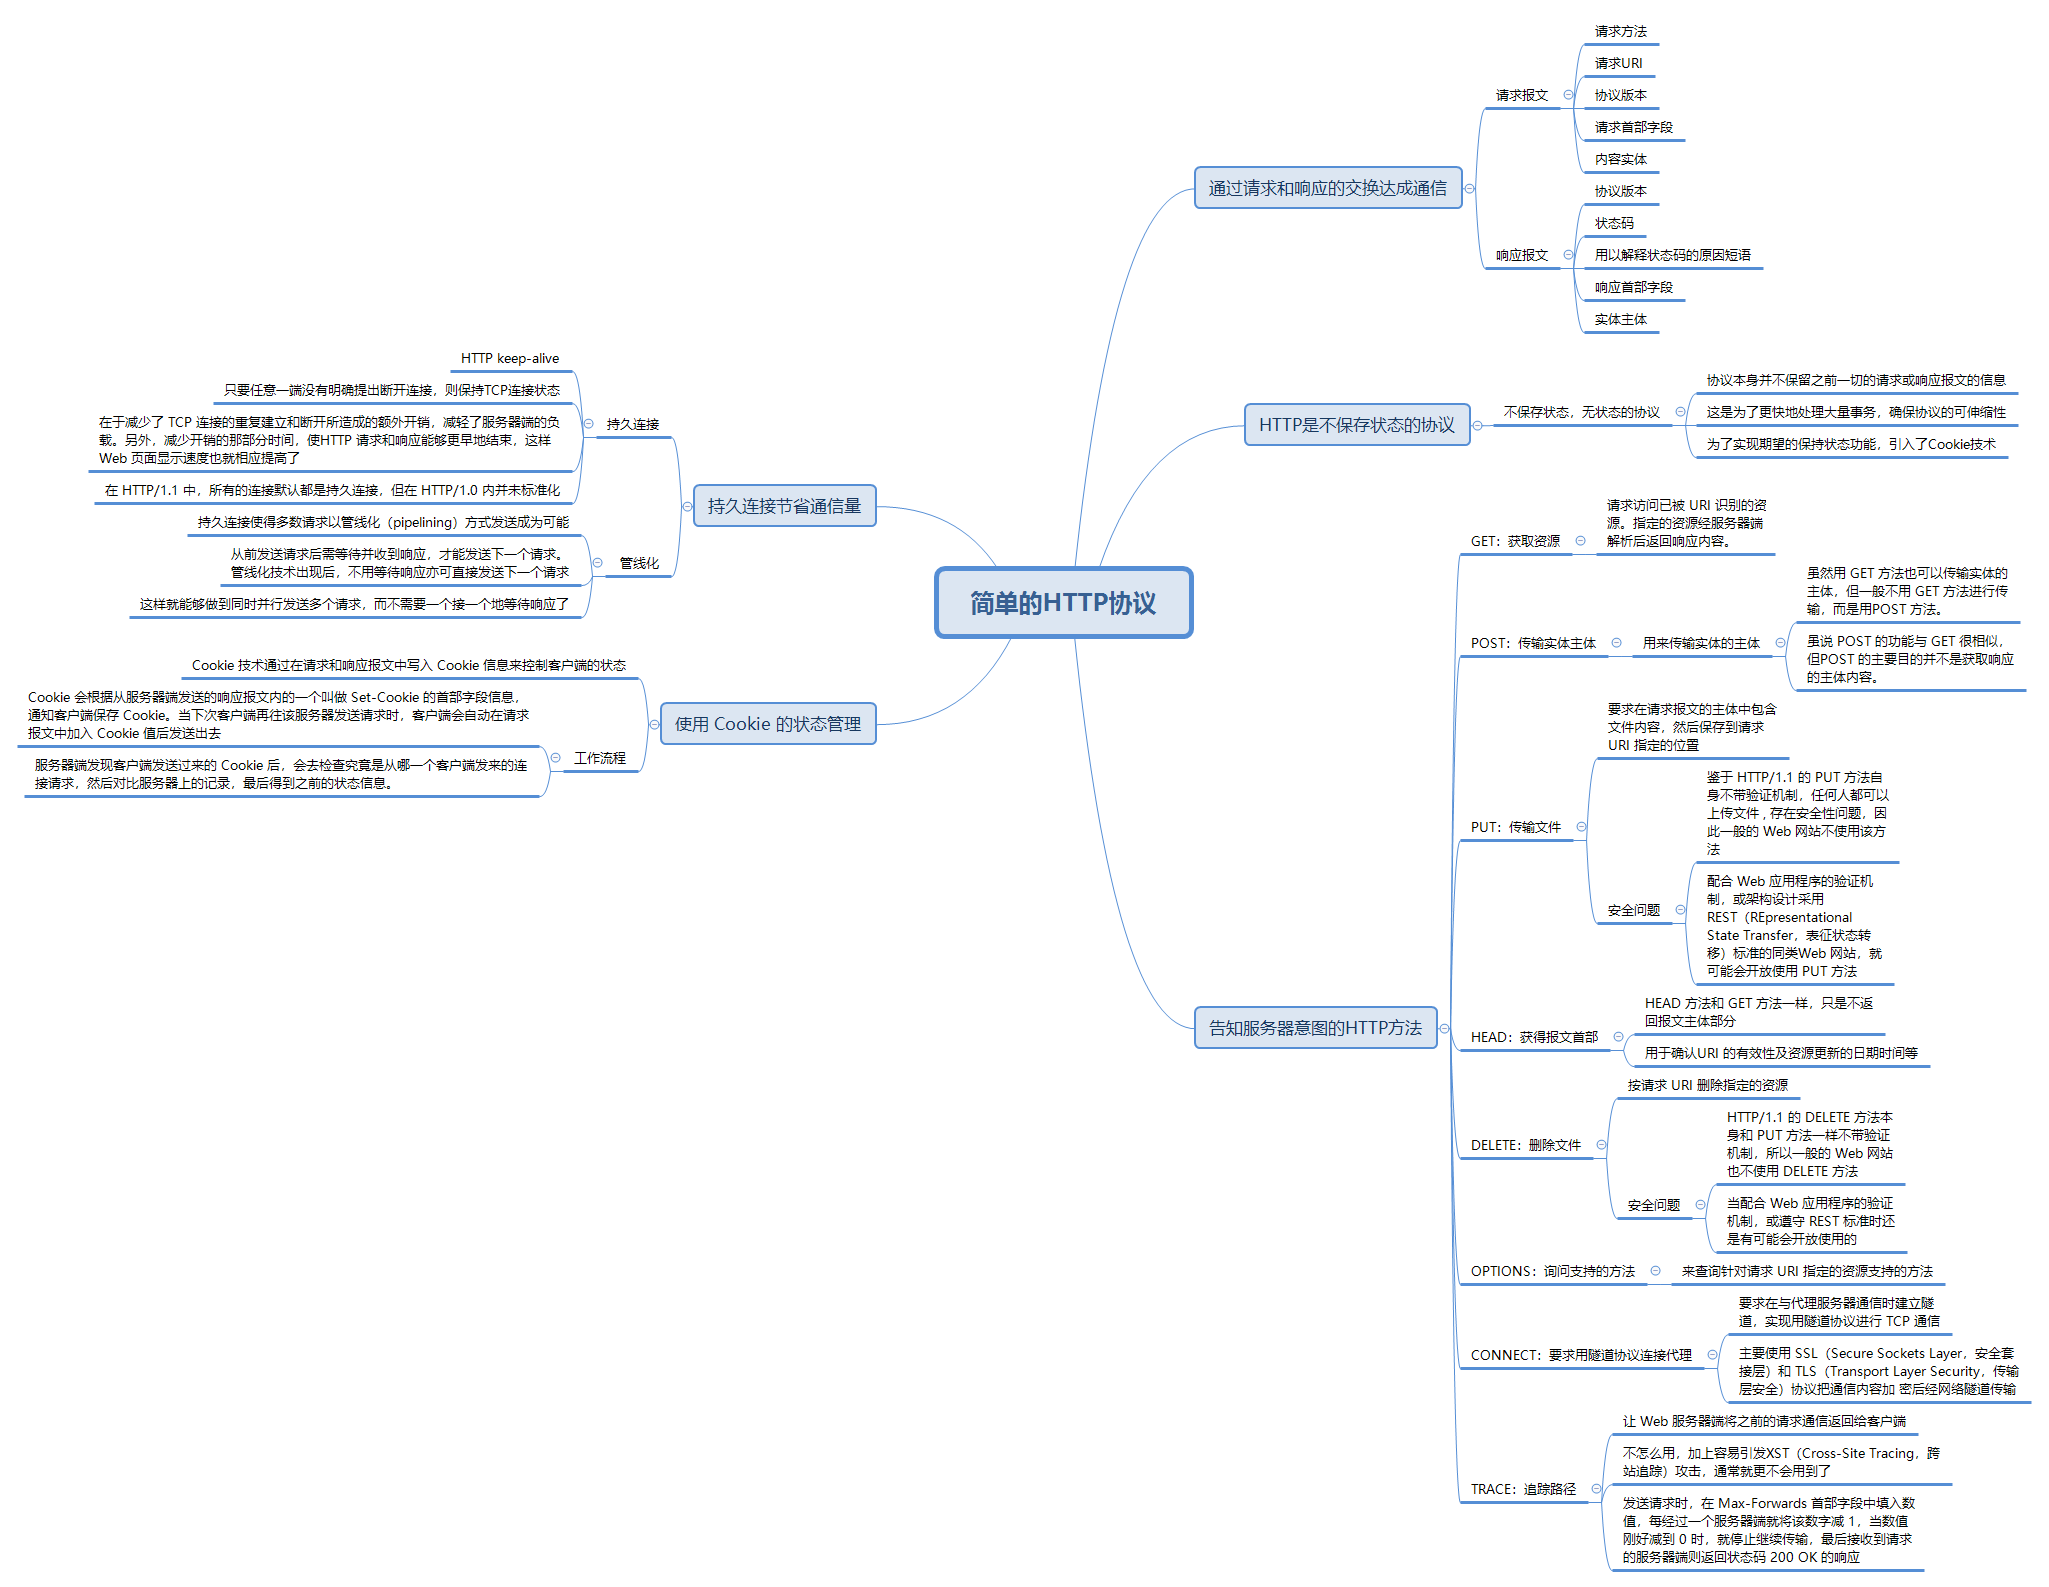 简单的HTTP协议
通过请求和响应的交换达成通信
请求报文
请求方法
请求URI
协议版本
请求首部字段
内容实体
响应报文
协议版本
状态码
用以解释状态码的原因短语
响应首部字段
实体主体
HTTP是不保存状态的协议
不保存状态，无状态的协议
协议本身并不保留之前一切的请求或响应报文的信息
这是为了更快地处理大量事务，确保协议的可伸缩性
为了实现期望的保持状态功能，引入了Cookie技术
告知服务器意图的HTTP方法
GET：获取资源
请求访问已被 URI 识别的资
源。指定的资源经服务器端
解析后返回响应内容。
POST：传输实体主体
用来传输实体的主体
虽然用 GET 方法也可以传输实体的
主体，但一般不用 GET 方法进行传
输，而是用POST 方法。
虽说 POST 的功能与 GET 很相似，
但POST 的主要目的并不是获取响应
的主体内容。
PUT：传输文件
要求在请求报文的主体中包含
文件内容，然后保存到请求
URI 指定的位置
安全问题
鉴于 HTTP/1.1 的 PUT 方法自
身不带验证机制，任何人都可以
上传文件 , 存在安全性问题，因
此一般的 Web 网站不使用该方
法
配合 Web 应用程序的验证机
制，或架构设计采用
REST（REpresentational
State Transfer，表征状态转
移）标准的同类Web 网站，就
可能会开放使用 PUT 方法
HEAD：获得报文首部
HEAD 方法和 GET 方法一样，只是不返
回报文主体部分
用于确认URI 的有效性及资源更新的日期时间等
DELETE：删除文件
按请求 URI 删除指定的资源
安全问题
HTTP/1.1 的 DELETE 方法本
身和 PUT 方法一样不带验证
机制，所以一般的 Web 网站
也不使用 DELETE 方法
当配合 Web 应用程序的验证
机制，或遵守 REST 标准时还
是有可能会开放使用的
OPTIONS：询问支持的方法
来查询针对请求 URI 指定的资源支持的方法
CONNECT：要求用隧道协议连接代理
要求在与代理服务器通信时建立隧
道，实现用隧道协议进行 TCP 通信
主要使用 SSL（Secure Sockets Layer，安全套
接层）和 TLS（Transport Layer Security，传输
层安全）协议把通信内容加 密后经网络隧道传输
TRACE：追踪路径
让 Web 服务器端将之前的请求通信返回给客户端
不怎么用，加上容易引发XST（Cross-Site Tracing，跨
站追踪）攻击，通常就更不会用到了
发送请求时，在 Max-Forwards 首部字段中填入数
值，每经过一个服务器端就将该数字减 1，当数值
刚好减到 0 时，就停止继续传输，最后接收到请求
的服务器端则返回状态码 200 OK 的响应
持久连接节省通信量
持久连接
HTTP keep-alive
只要任意一端没有明确提出断开连接，则保持TCP连接状态
在于减少了 TCP 连接的重复建立和断开所造成的额外开销，减轻了服务器端的负
载。另外，减少开销的那部分时间，使HTTP 请求和响应能够更早地结束，这样
Web 页面显示速度也就相应提高了
在 HTTP/1.1 中，所有的连接默认都是持久连接，但在 HTTP/1.0 内并未标准化
管线化
持久连接使得多数请求以管线化（pipelining）方式发送成为可能
从前发送请求后需等待并收到响应，才能发送下一个请求。
管线化技术出现后，不用等待响应亦可直接发送下一个请求
这样就能够做到同时并行发送多个请求，而不需要一个接一个地等待响应了
使用 Cookie 的状态管理
Cookie 技术通过在请求和响应报文中写入 Cookie 信息来控制客户端的状态
工作流程
Cookie 会根据从服务器端发送的响应报文内的一个叫做 Set-Cookie 的首部字段信息，
通知客户端保存 Cookie。当下次客户端再往该服务器发送请求时，客户端会自动在请求
报文中加入 Cookie 值后发送出去
服务器端发现客户端发送过来的 Cookie 后，会去检查究竟是从哪一个客户端发来的连
接请求，然后对比服务器上的记录，最后得到之前的状态信息。